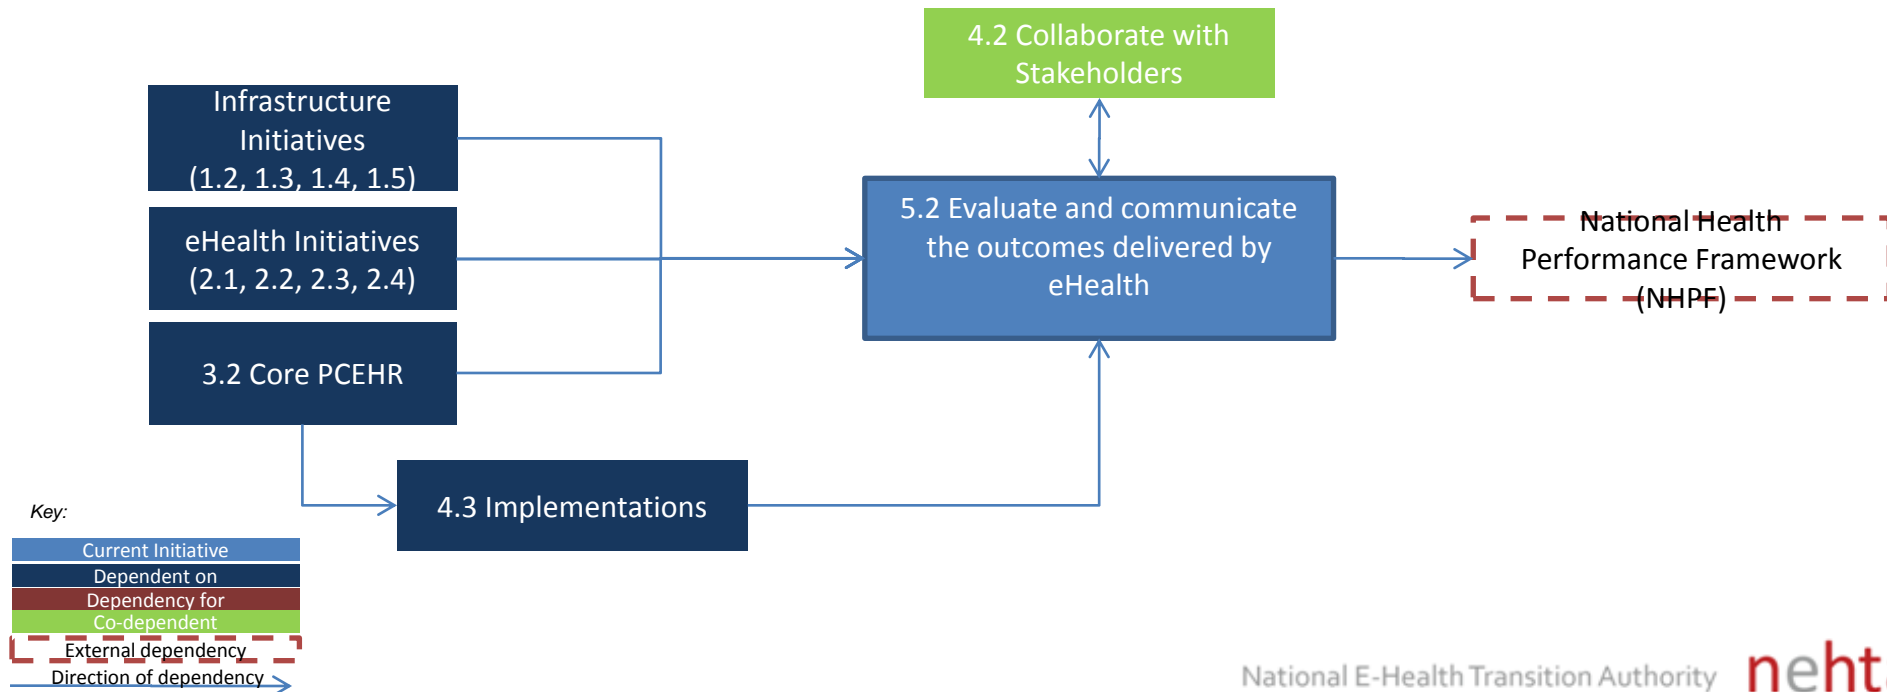 4.2 Collaborate with
Stakeholders
Infrastructure
Initiatives
(1.2, 1.3, 1.4, 1.5)
eHealth Initiatives
(2.1, 2.2, 2.3, 2.4)
3.2 Core PCEHR
5.2 Evaluate and communicate
the outcomes delivered by
eHealth
National Health
Performance Framework
(NHPF)
4.3 Implementations
Key:
Current Initiative
Dependent on
Dependency for
Co-dependent
External dependency
Direction of dependency
National E-Health Transition Authority
neht